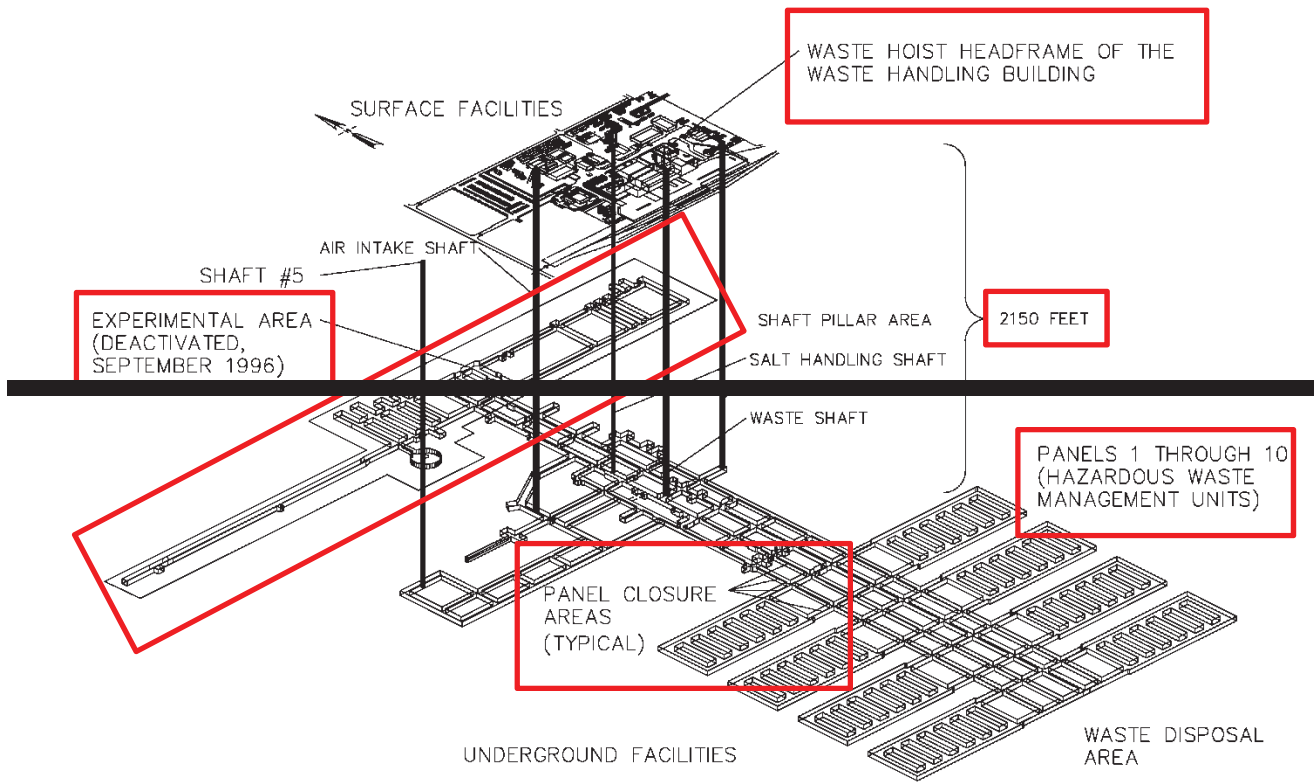 WASTE HOIST HEADFRAME OF THE
WASTE HANDLING BUILDING
SURFACE FACILITIES
AIR INTAKE SHAFT
SHAFT #5
EXPERIMENTAL AREA
(DEACTIVATED,
SEPTEMBER 1996)
SHAFT PILLAR AREA
2150 FEET
SALT HANDLING SHAFT
WASTE SHAFT
PANELS 1 THROUGH 10
(HAZARDOUS WASTE
MANAGEMENT UNITS)
PANEL CLOSURE
AREAS
(TYPICAL)
UNDERGROUND FACILITIES
WASTE DISPOSAL
AREA